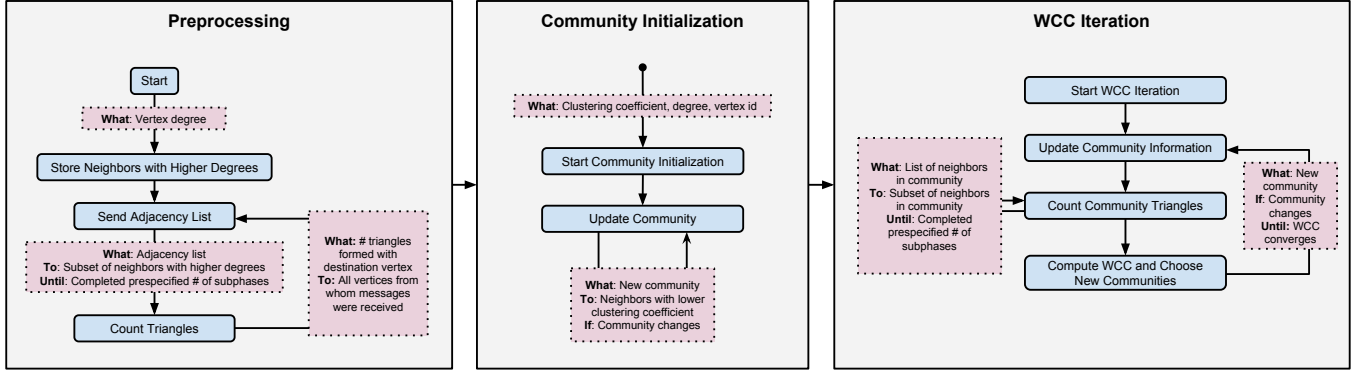 Preprocessing
Start
What: Vertex degree
Store Neighbors with Higher Degrees
Send Adjacency List
What: Adjacency list
To: Subset of neighbors with higher degrees
Until: Completed prespecified # of subphases
Count Triangles
What: # triangles
formed with
destination vertex
To: All vertices from
whom messages
were received
Community Initialization
What: Clustering coefficient, degree, vertex id
Start Community Initialization
Update Community
What: New community
To: Neighbors with lower
clustering coefficient
If: Community changes
WCC Iteration
Start WCC Iteration
Update Community Information
What: List of neighbors
in community
To: Subset of neighbors
in community
Until: Completed
prespecified # of
subphases
Count Community Triangles
Compute WCC and Choose
New Communities
What: New
community
If: Community
changes
Until: WCC
converges